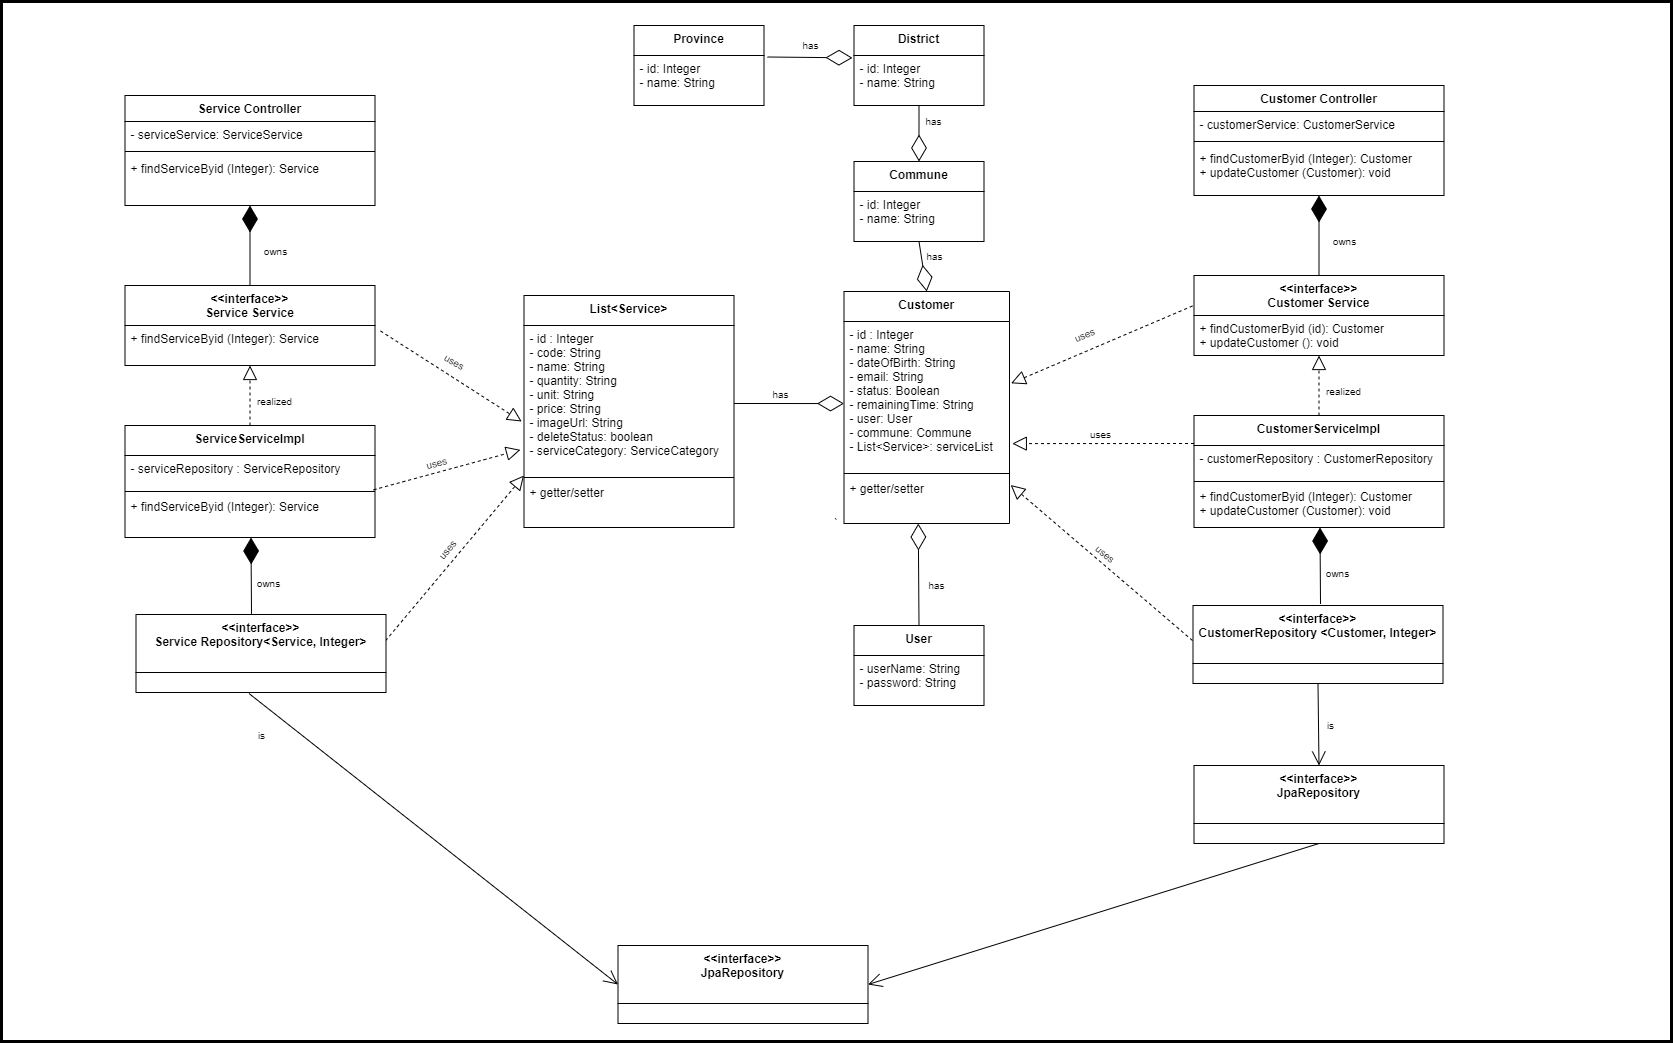 Province
- id: Integer
- name: String
has
District
- id: Integer
- name: String
has
Commune
- id: Integer
- name: String
has
Service Controller
- serviceService: ServiceService
+ findServiceByid (Integer): Service
owns
<<interface>>
Service Service
+ findServiceByid (Integer): Service
uses
realized
ServiceServiceImpl
- serviceRepository : ServiceRepository
+ findServiceByid (Integer): Service
uses
owns
<<interface>>
Service Repository<Service, Integer>
uses
is
List<Service>
- id : Integer
- code: String
- name: String
- quantity: String
- unit: String
- price: String
- imageUrl: String
- deleteStatus: boolean
- serviceCategory: ServiceCategory
+ getter/setter
has
Customer
- id : Integer
- name: String
- dateOfBirth: String
- email: String
- status: Boolean
- remainingTime: String
- user: User
- commune: Commune
- List<Service>: serviceList
+ getter/setter
has
User
- userName: String
- password: String
Customer Controller
- customerService: CustomerService
+ findCustomerByid (Integer): Customer
+ updateCustomer (Customer): void
owns
<<interface>>
Customer Service
+ findCustomerByid (id): Customer
+ updateCustomer (): void
uses
realized
CustomerServiceImpl
- customerRepository : CustomerRepository
+ findCustomerByid (Integer): Customer
+ updateCustomer (Customer): void
uses
owns
<<interface>>
CustomerRepository <Customer, Integer>
uses
is
<<interface>>
JpaRepository
<<interface>>
JpaRepository